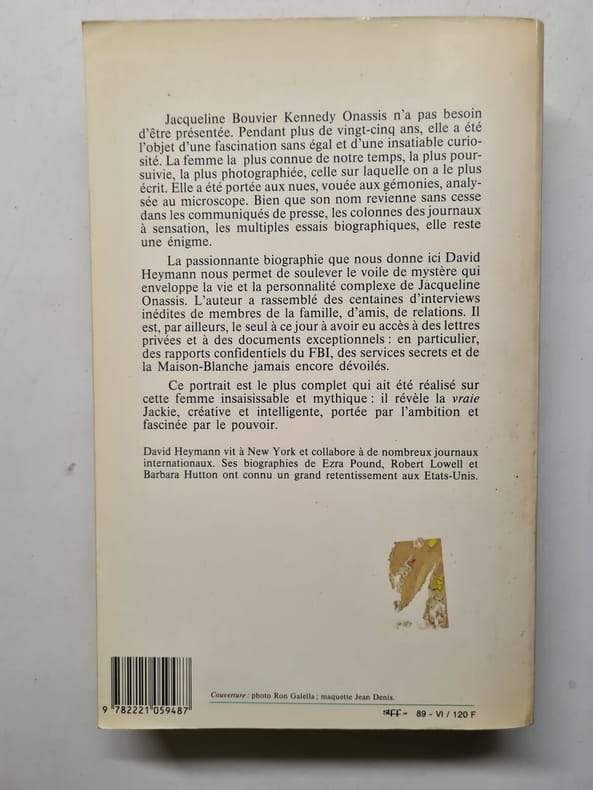 Jacqueline Bouvier Kennedy Onassis n'a pas besoin
d'être présentée. Pendant plus de vingt-cinq ans, elle a été
l'objet d'une fascination sans égal et d'une insatiable curio-
sité. La femme la plus connue de notre temps, la plus pour-
suivie, la plus photographiée, celle sur laquelle on a le plus
écrit. Elle a été portée aux nues, vouée aux gémonies, analy-
sée au microscope. Bien que son nom revienne sans cesse
dans les communiqués de presse, les colonnes des journaux
à sensation, les multiples essais biographiques, elle reste
une énigme.
La passionnante biographie que nous donne ici David
Heymann nous permet de soulever le voile de mystère qui
enveloppe la vie et la personnalité complexe de Jacqueline
Onassis. L'auteur a rassemblé des centaines d'interviews
inédites de membres de la famille, d'amis, de relations. Il
est, par ailleurs, le seul à ce jour à avoir eu accès à des lettres
privées et à des documents exceptionnels : en particulier,
des rapports confidentiels du FBI, des services secrets et de
la Maison-Blanche jamais encore dévoilés.
Ce portrait est le plus complet qui ait été réalisé sur
cette femme insaisissable et mythique : il révèle la vraie
Jackie, créative et intelligente, portée par l'ambition et
fascinée par le pouvoir.
David Heymann vit à New York et collabore à de nombreux journaux
internationaux. Ses biographies de Ezra Pound, Robert Lowell et
Barbara Hutton ont connu un grand retentissement aux Etats-Unis.
Couverture : photo Ron Galella ; maquette Jean Denis.
9 782221 059487
89 - VI / 120 F